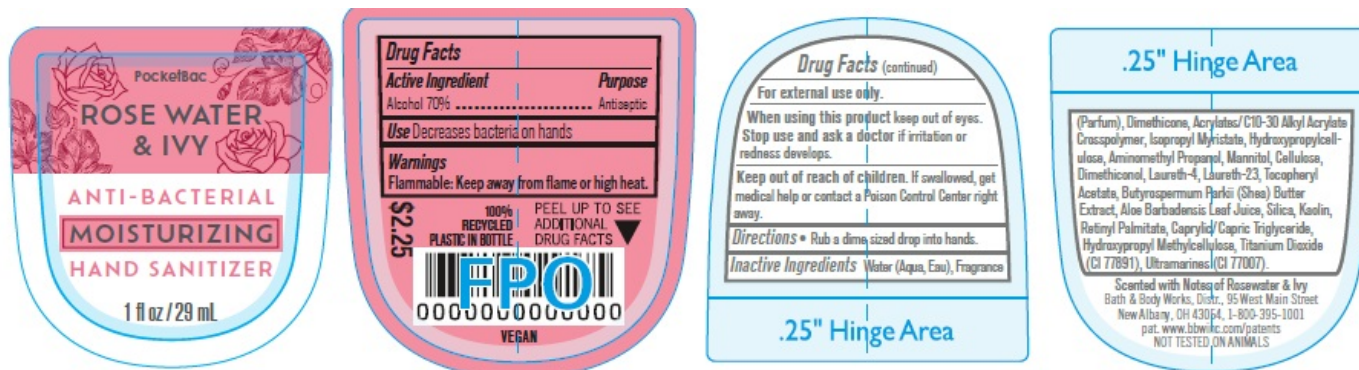 PocketBac
ROSE WATER
& IVY
ANTI-BACTERIAL
MOISTURIZING
HAND SANITIZER
1 fl oz / 29 mL
Drug Facts
Active Ingredient Purpose
Alcohol 70% ........................ Antiseptic
Use Decreases bacteria on hands
Warnings
Flammable: Keep away from flame or high heat.
$2.25
100%
RECYCLED
PLASTIC IN BOTTLE
PEEL UP TO SEE
ADDITIONAL
DRUG FACTS ▼
FPO
000000000000
VEGAN
Drug Facts (continued)
For external use only.
When using this product keep out of eyes.
Stop use and ask a doctor if irritation or
redness develops.
Keep out of reach of children. If swallowed, get
medical help or contact a Poison Control Center right
away.
Directions • Rub a dime sized drop into hands.
Inactive Ingredients Water (Aqua, Eau), Fragrance
.25" Hinge Area
.25" Hinge Area
(Parfum), Dimethicone, Acrylates/C10-30 Alkyl Acrylate
Crosspolymer, Isopropyl Myristate, Hydroxypropylcell-
ulose, Aminomethyl Propanol, Mannitol, Cellulose,
Dimethiconol, Laureth-4, Laureth-23, Tocopheryl
Acetate, Butyrospermum Parkii (Shea) Butter
Extract, Aloe Barbadensis Leaf Juice, Silica, Kaolin,
Retinyl Palmitate, Caprylic/Capric Triglyceride,
Hydroxypropyl Methylcellulose, Titanium Dioxide
(CI 77891), Ultramarines (CI 77007).
Scented with Notes of Rosewater & Ivy
Bath & Body Works, Distr., 95 West Main Street
New Albany, OH 43054, 1-800-395-1001
pat. www.bbwinc.com/patents
NOT TESTED ON ANIMALS